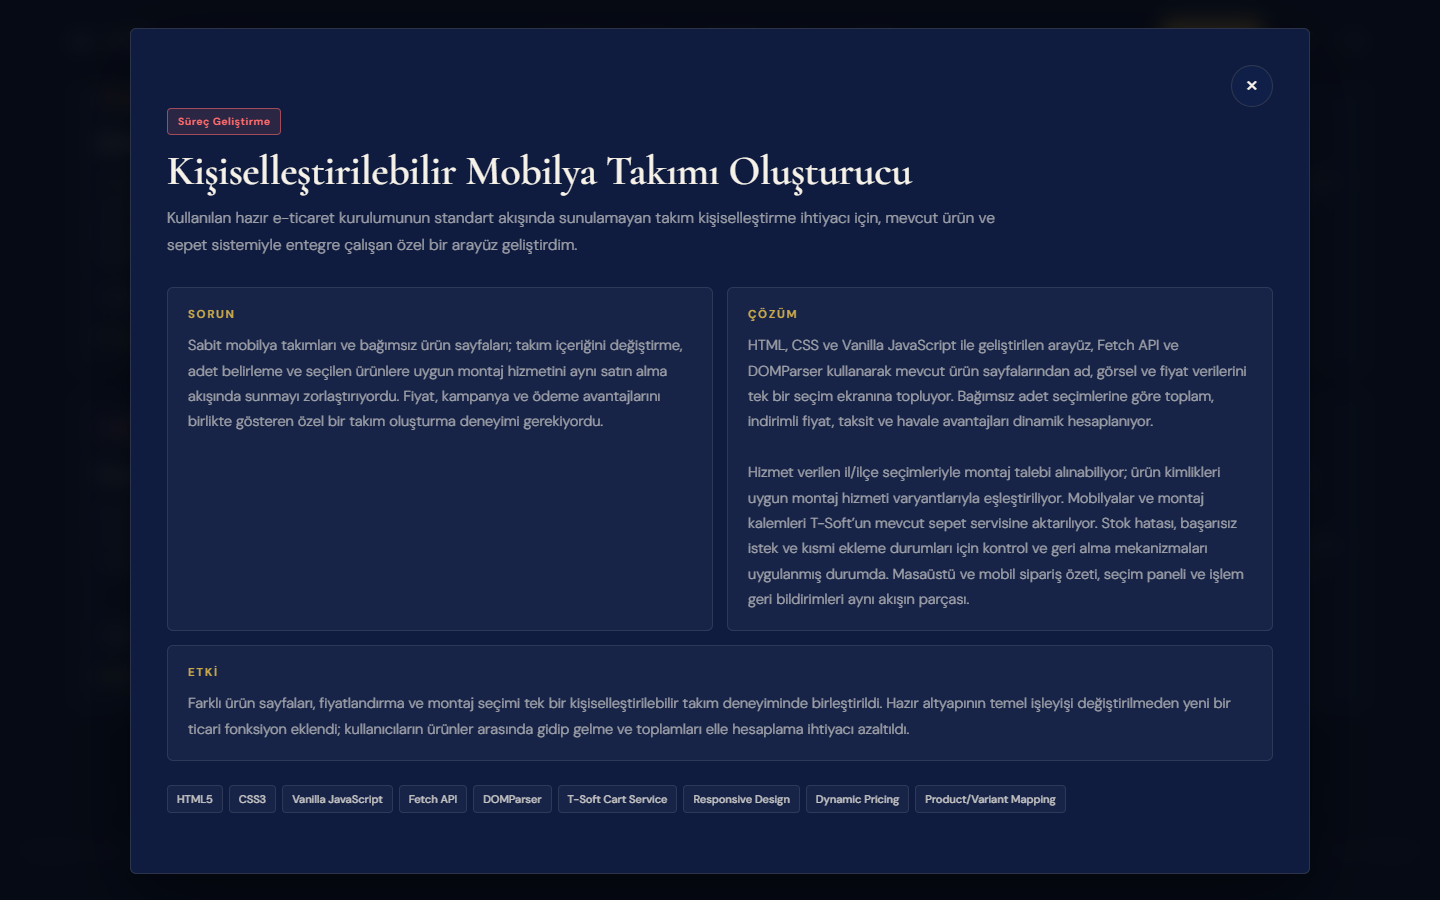 Süreç Geliştirme
Kişiselleştirilebilir Mobilya Takımı Oluşturucu
Kullanılan hazır e-ticaret kurulumunun standart akışında sunulamayan takım kişiselleştirme ihtiyacı için, mevcut ürün ve
sepet sistemiyle entegre çalışan özel bir arayüz geliştirdim.
SORUN
Sabit mobilya takımları ve bağımsız ürün sayfaları; takım içeriğini değiştirme,
adet belirleme ve seçilen ürünlere uygun montaj hizmetini aynı satın alma
akışında sunmayı zorlaştırıyordu. Fiyat, kampanya ve ödeme avantajlarını
birlikte gösteren özel bir takım oluşturma deneyimi gerekiyordu.
ÇÖZÜM
HTML, CSS ve Vanilla JavaScript ile geliştirilen arayüz, Fetch API ve
DOMParser kullanarak mevcut ürün sayfalarından ad, görsel ve fiyat verilerini
tek bir seçim ekranına topluyor. Bağımsız adet seçimlerine göre toplam,
indirimli fiyat, taksit ve havale avantajları dinamik hesaplanıyor.
Hizmet verilen il/ilçe seçimleriyle montaj talebi alınabiliyor; ürün kimlikleri
uygun montaj hizmeti varyantlarıyla eşleştiriliyor. Mobilyalar ve montaj
kalemleri T-Soft'un mevcut sepet servisine aktarılıyor. Stok hatası, başarısız
istek ve kısmi ekleme durumları için kontrol ve geri alma mekanizmaları
uygulanmış durumda. Masaüstü ve mobil sipariş özeti, seçim paneli ve işlem
geri bildirimleri aynı akışın parçası.
ETKİ
Farklı ürün sayfaları, fiyatlandırma ve montaj seçimi tek bir kişiselleştirilebilir takım deneyiminde birleştirildi. Hazır altyapının temel işleyişi değiştirilmeden yeni bir
ticari fonksiyon eklendi; kullanıcıların ürünler arasında gidip gelme ve toplamları elle hesaplama ihtiyacı azaltıldı.
HTML5 CSS3 Vanilla JavaScript Fetch API DOMParser T-Soft Cart Service Responsive Design Dynamic Pricing Product/Variant Mapping